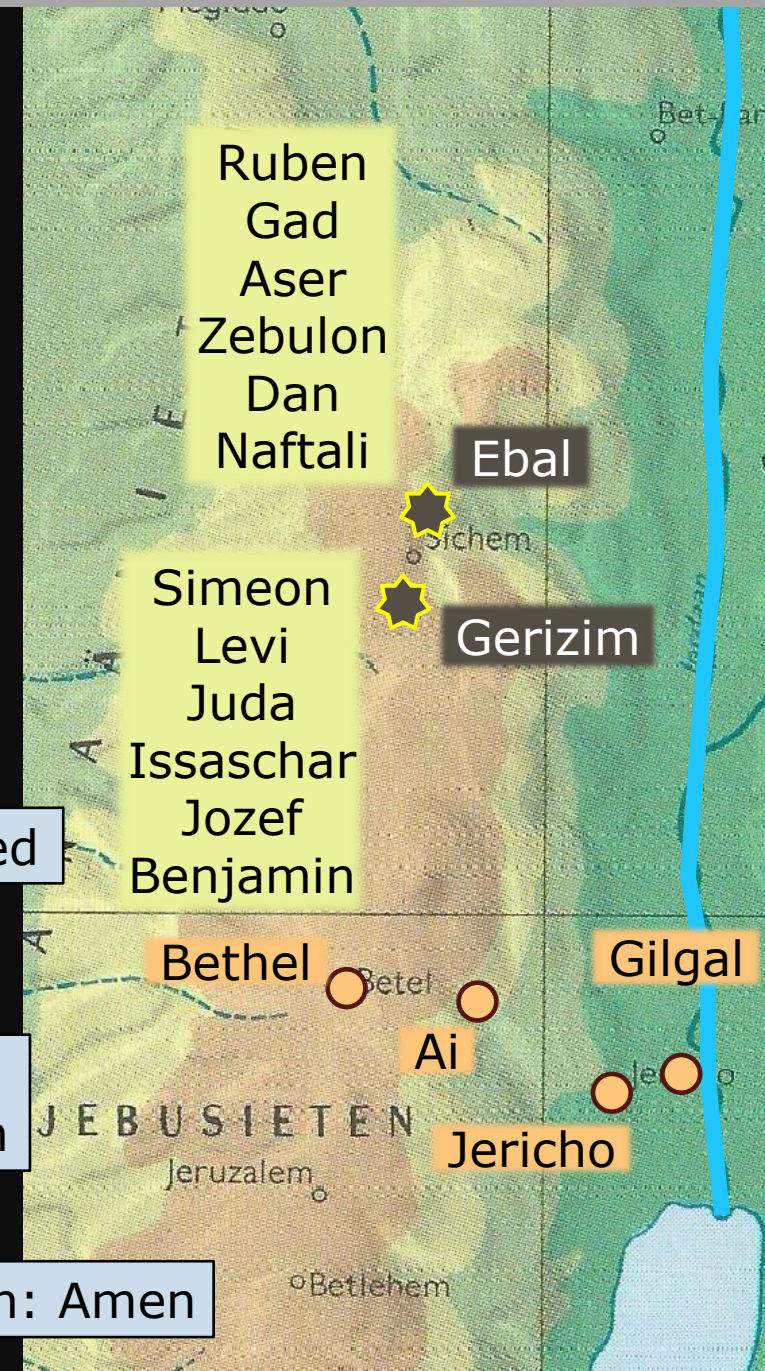 Ruben
Gad
Aser
Zebulon
Dan
Naftali
Ebal
Sichem
Simeon
Levi
Juda
Issaschar
Jozef
Benjamin
Gerizim
ed
Bethel
Betel
Gilgal
Ai
n
JEBUSIETEN
Jericho
Jeruzalem
Betlehem
n: Amen